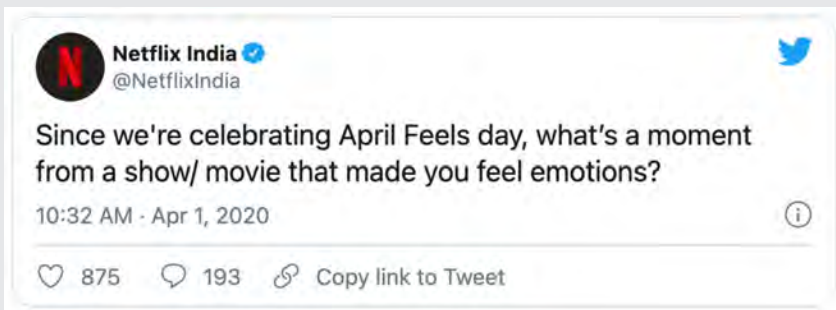 Netflix India
@NetflixIndia
Since we're celebrating April Feels day, what’s a moment
from a show/ movie that made you feel emotions?
10:32 AM · Apr 1, 2020
875 193 Copy link to Tweet